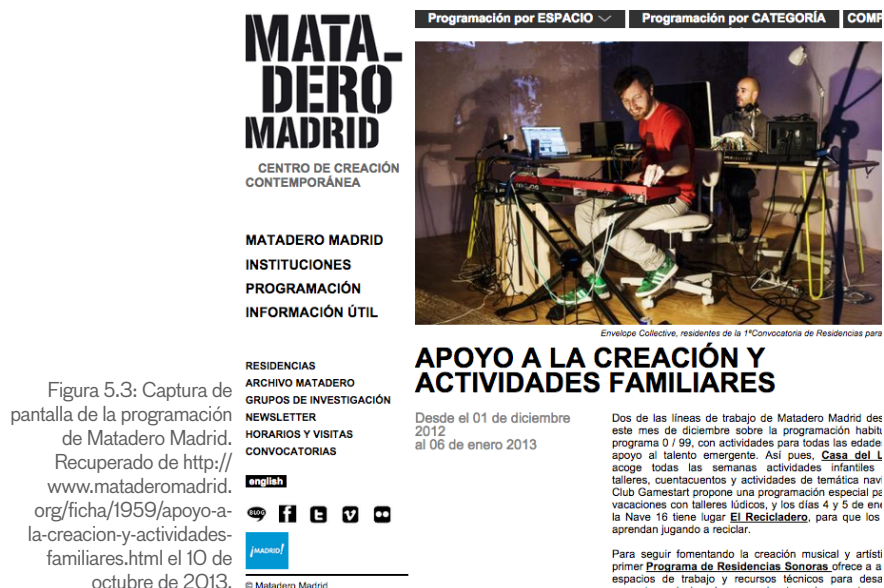 MATA_
DERO
MADRID
CENTRO DE CREACIÓN
CONTEMPORÁNEA
MATADERO MADRID
INSTITUCIONES
PROGRAMACIÓN
INFORMACIÓN ÚTIL
RESIDENCIAS
ARCHIVO MATADERO
GRUPOS DE INVESTIGACIÓN
NEWSLETTER
HORARIOS Y VISITAS
CONVOCATORIAS
english
BLOG
¡MADRID!
© Matadero Madrid
Programación por ESPACIO
Programación por CATEGORÍA
COMP
Envelope Collective, residentes de la 1ªConvocatoria de Residencias para
APOYO A LA CREACIÓN Y
ACTIVIDADES FAMILIARES
Desde el 01 de diciembre
2012
al 06 de enero 2013
Dos de las líneas de trabajo de Matadero Madrid des
este mes de diciembre sobre la programación habitu
programa 0 / 99, con actividades para todas las edades
apoyo al talento emergente. Así pues, Casa del L
acoge todas las semanas actividades infantiles
talleres, cuentacuentos y actividades de temática navi
Club Gamestart propone una programación especial pa
vacaciones con talleres lúdicos, y los días 4 y 5 de ene
la Nave 16 tiene lugar El Recicladero, para que los
aprendan jugando a reciclar.
Para seguir fomentando la creación musical y artísti
primer Programa de Residencias Sonoras ofrece a a
espacios de trabajo y recursos técnicos para des
Figura 5.3: Captura de
pantalla de la programación
de Matadero Madrid.
Recuperado de http://
www.mataderomadrid.
org/ficha/1959/apoyo-a-
la-creacion-y-actividades-
familiares.html el 10 de
octubre de 2013.